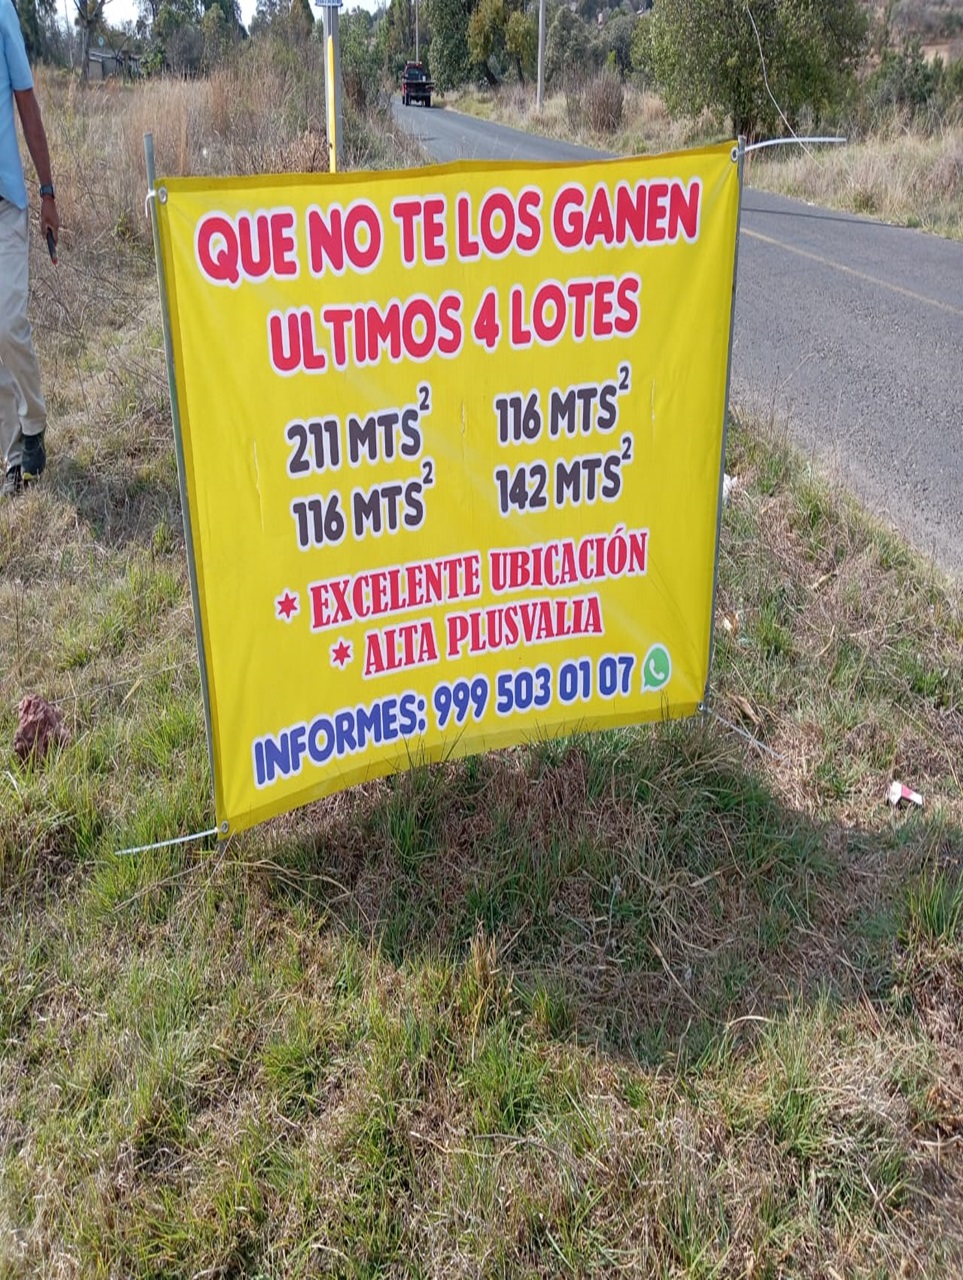 QUE NO TE LOS GANEN
ULTIMOS 4 LOTES
211 MTS² 116 MTS²
116 MTS² 142 MTS²
* EXCELENTE UBICACIÓN
* ALTA PLUSVALIA
INFORMES: 999 503 01 07